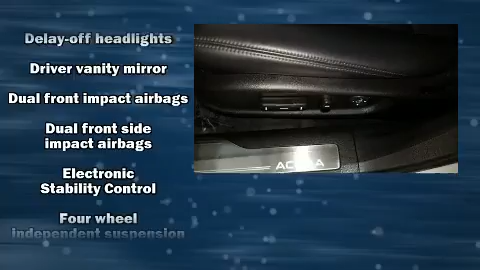 Delay-off headlights
Driver vanity mirror
Dual front impact airbags
Dual front side
impact airbags
Electronic
Stability Control
Four wheel
independent suspension
ACURA